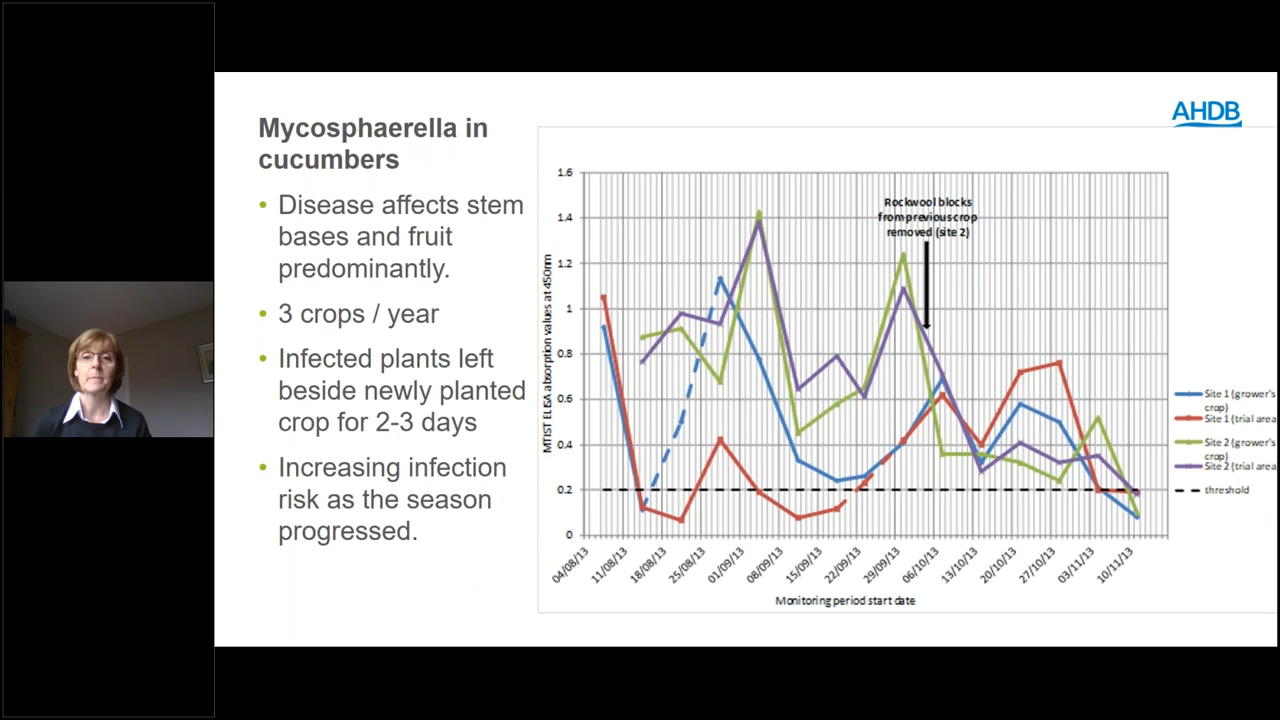 AHDB
Mycosphaerella in
cucumbers
• Disease affects stem
bases and fruit
predominantly.
• 3 crops / year
• Infected plants left
beside newly planted
crop for 2-3 days
• Increasing infection
risk as the season
progressed.
MTIST ELISA absorption values at 450nm
1.6
1.4
1.2
1
0.8
0.6
0.4
0.2
0
Rockwool blocks
from previous crop
removed (site 2)
04/08/13
11/08/13
18/08/13
25/08/13
01/09/13
08/09/13
15/09/13
22/09/13
29/09/13
06/10/13
13/10/13
20/10/13
27/10/13
03/11/13
10/11/13
Monitoring period start date
Site 1 (grower's
crop)
Site 1 (trial area
Site 2 (grower's
crop)
Site 2 (trial area
threshold